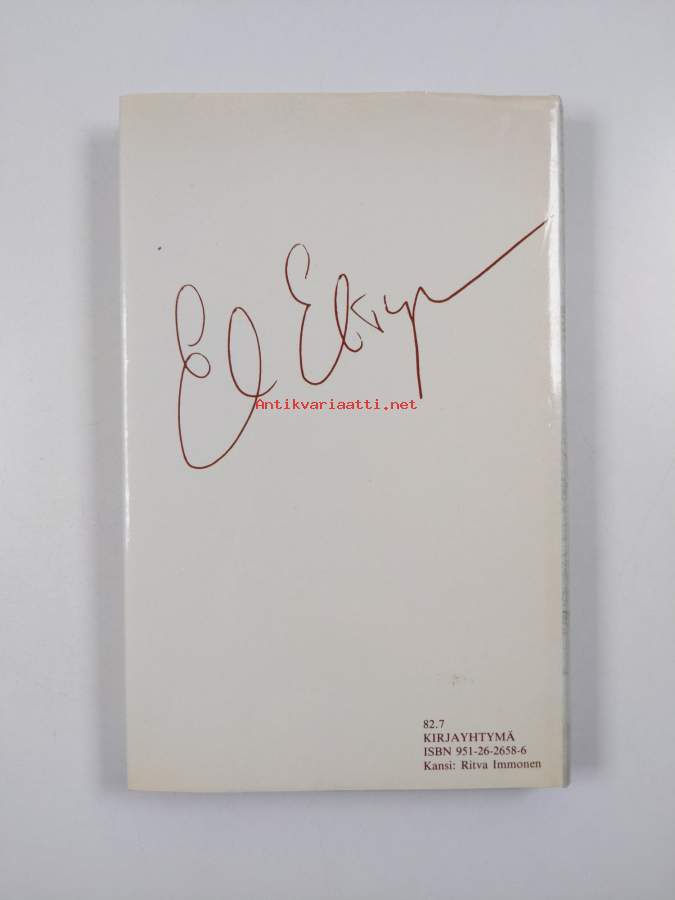 Antikvariaatti.net
82.7
KIRJAYHTYMÄ
ISBN 951-26-2658-6
Kansi: Ritva Immonen